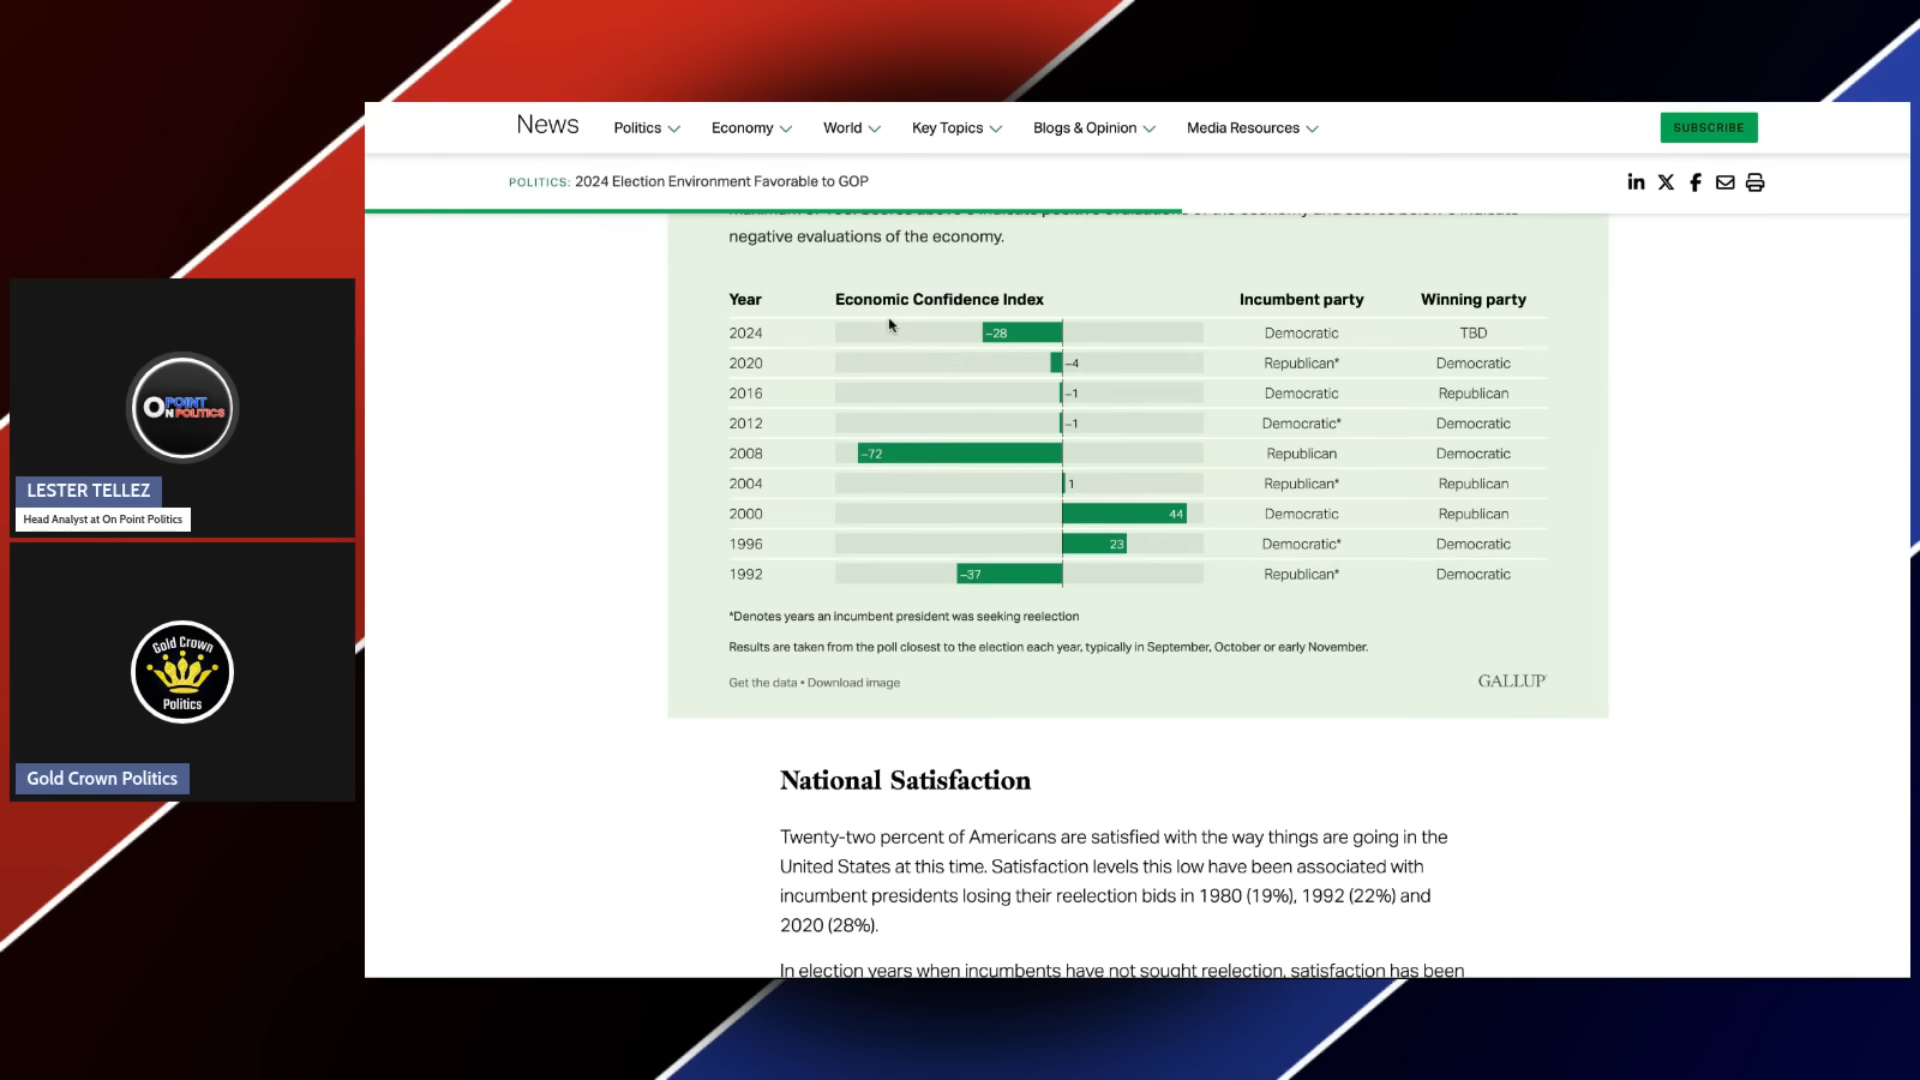 News Politics Economy World Key Topics Blogs & Opinion Media Resources SUBSCRIBE
POLITICS: 2024 Election Environment Favorable to GOP
negative evaluations of the economy.
Year Economic Confidence Index Incumbent party Winning party
2024 –28 Democratic TBD
2020 –4 Republican* Democratic
2016 –1 Democratic Republican
2012 –1 Democratic* Democratic
2008 –72 Republican Democratic
2004 1 Republican* Republican
2000 44 Democratic Republican
1996 23 Democratic* Democratic
1992 –37 Republican* Democratic
*Denotes years an incumbent president was seeking reelection
Results are taken from the poll closest to the election each year, typically in September, October or early November.
Get the data • Download image GALLUP
National Satisfaction
Twenty-two percent of Americans are satisfied with the way things are going in the
United States at this time. Satisfaction levels this low have been associated with
incumbent presidents losing their reelection bids in 1980 (19%), 1992 (22%) and
2020 (28%).
In election years when incumbents have not sought reelection, satisfaction has been
ON POINT POLITICS
LESTER TELLEZ
Head Analyst at On Point Politics
Gold Crown
Politics
Gold Crown Politics